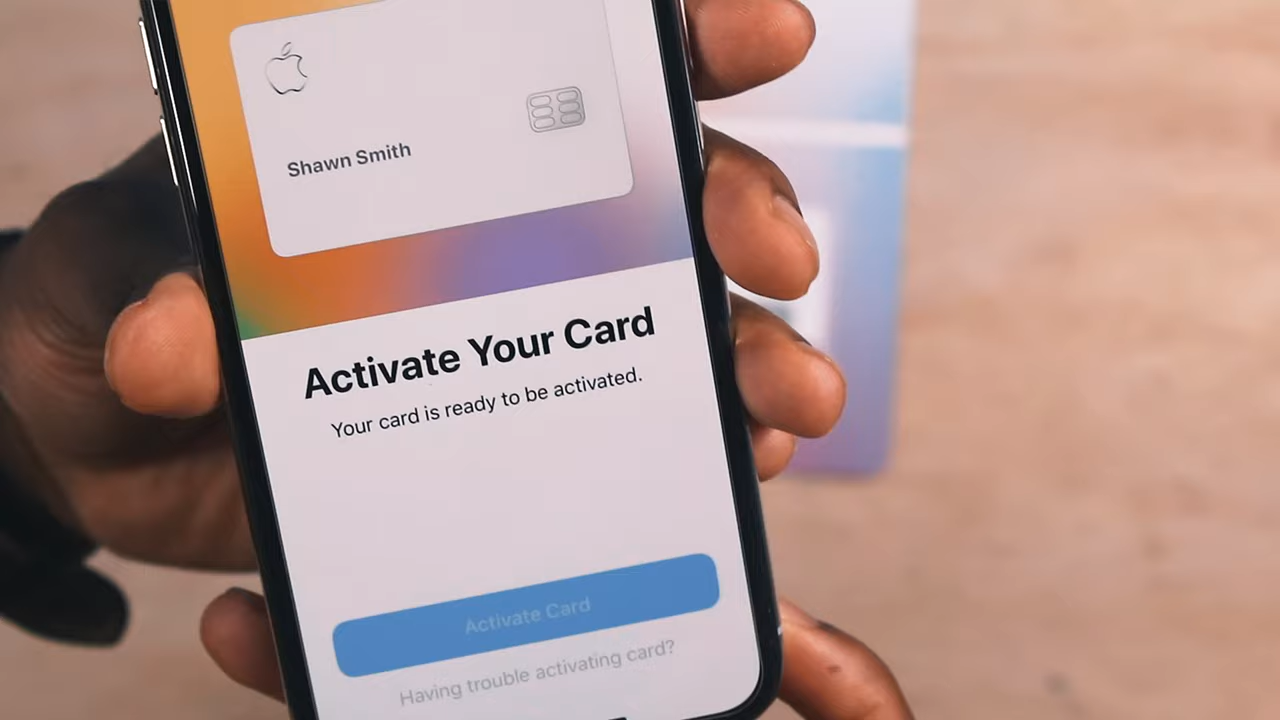 Shawn Smith
Activate Your Card
Your card is ready to be activated.
Activate Card
Having trouble activating card?